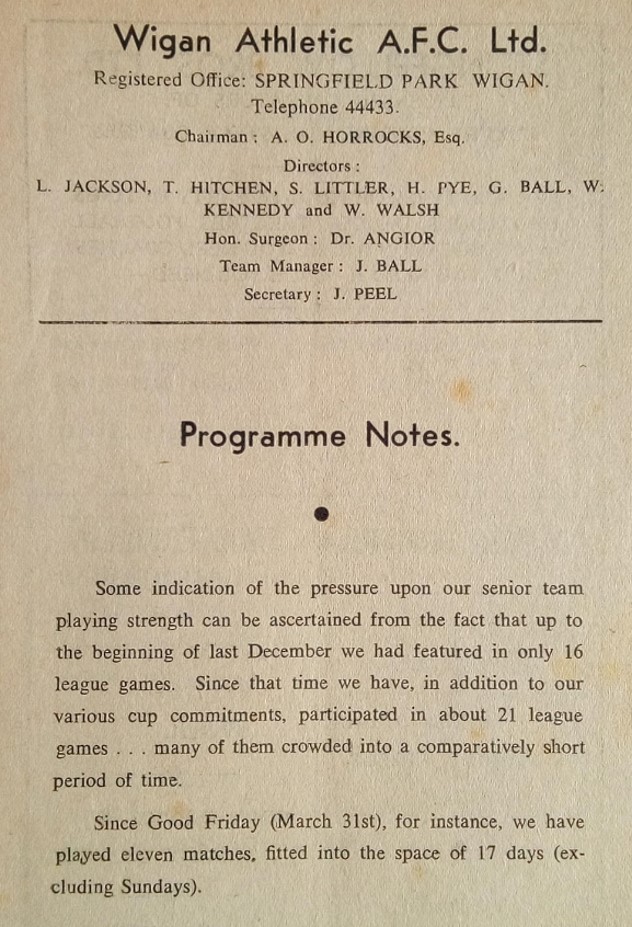 Wigan Athletic A.F.C. Ltd.
Registered Office: SPRINGFIELD PARK WIGAN.
Telephone 44433.
Chairman : A. O. HORROCKS, Esq.
Directors :
L. JACKSON, T. HITCHEN, S. LITTLER, H. PYE, G. BALL, W.
KENNEDY and W. WALSH
Hon. Surgeon : Dr. ANGIOR
Team Manager : J. BALL
Secretary : J. PEEL
Programme Notes.
Some indication of the pressure upon our senior team
playing strength can be ascertained from the fact that up to
the beginning of last December we had featured in only 16
league games. Since that time we have, in addition to our
various cup commitments, participated in about 21 league
games . . . many of them crowded into a comparatively short
period of time.
Since Good Friday (March 31st), for instance, we have
played eleven matches, fitted into the space of 17 days (ex-
cluding Sundays).